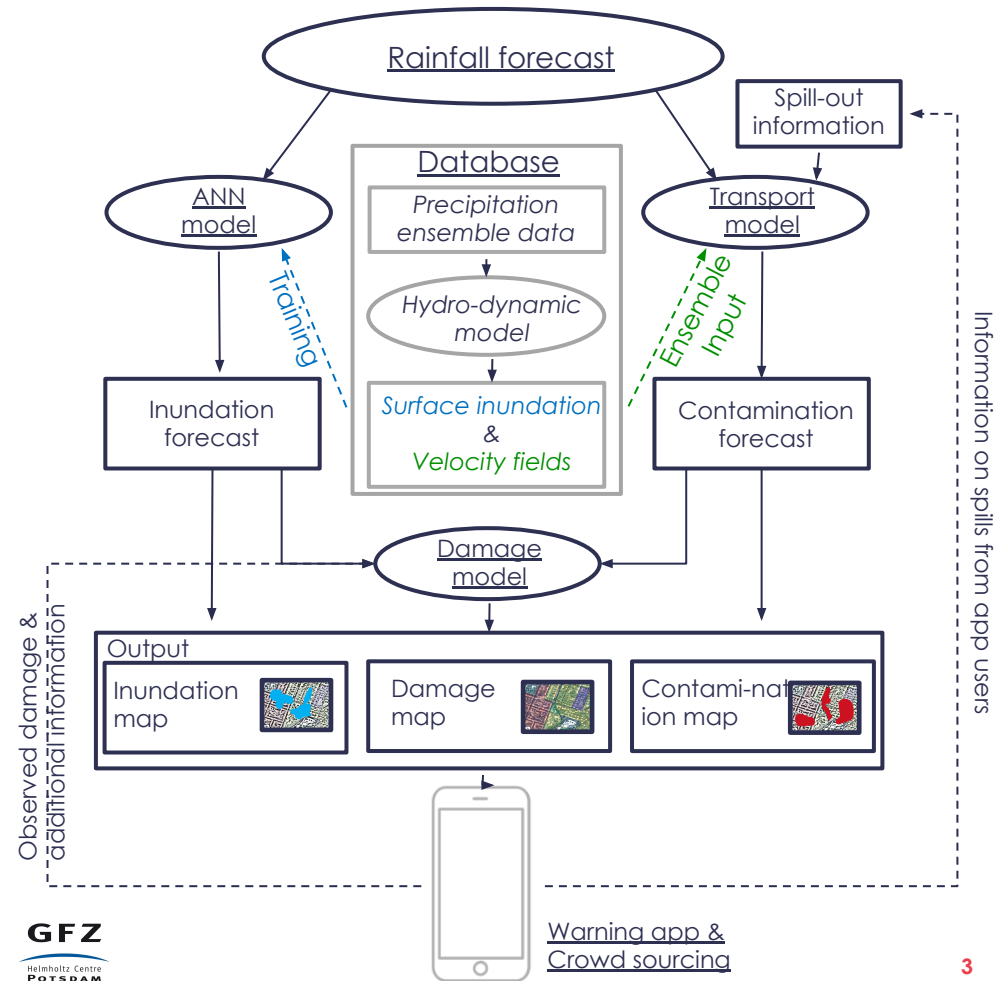 Rainfall forecast
Spill-out
information
Database
ANN
model
Precipitation
ensemble data
Transport
model
Training
Hydro-dynamic
model
Ensemble
Input
Inundation
forecast
Surface inundation
&
Velocity fields
Contamination
forecast
Information on spills from app users
Damage
model
Observed damage &
additional information
Output
Inundation
map
Damage
map
Contami-nat
ion map
Warning app &
Crowd sourcing
GFZ
Helmholtz Centre
POTSDAM
3